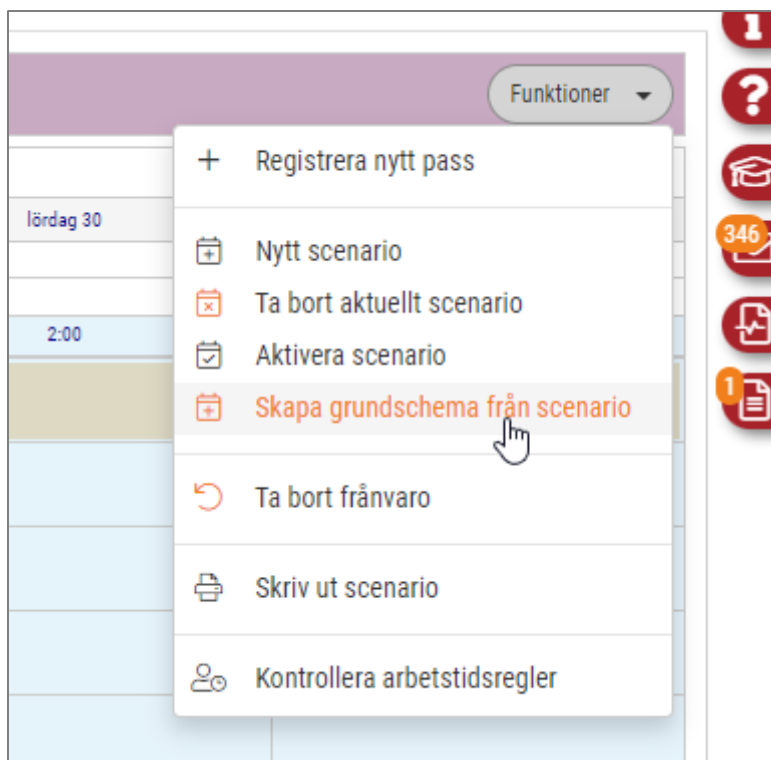 Funktioner
Registrera nytt pass
lördag 30
Nytt scenario
346
Ta bort aktuellt scenario
2:00
Aktivera scenario
Skapa grundschema från scenario
1
Ta bort frånvaro
Skriv ut scenario
Kontrollera arbetstidsregler